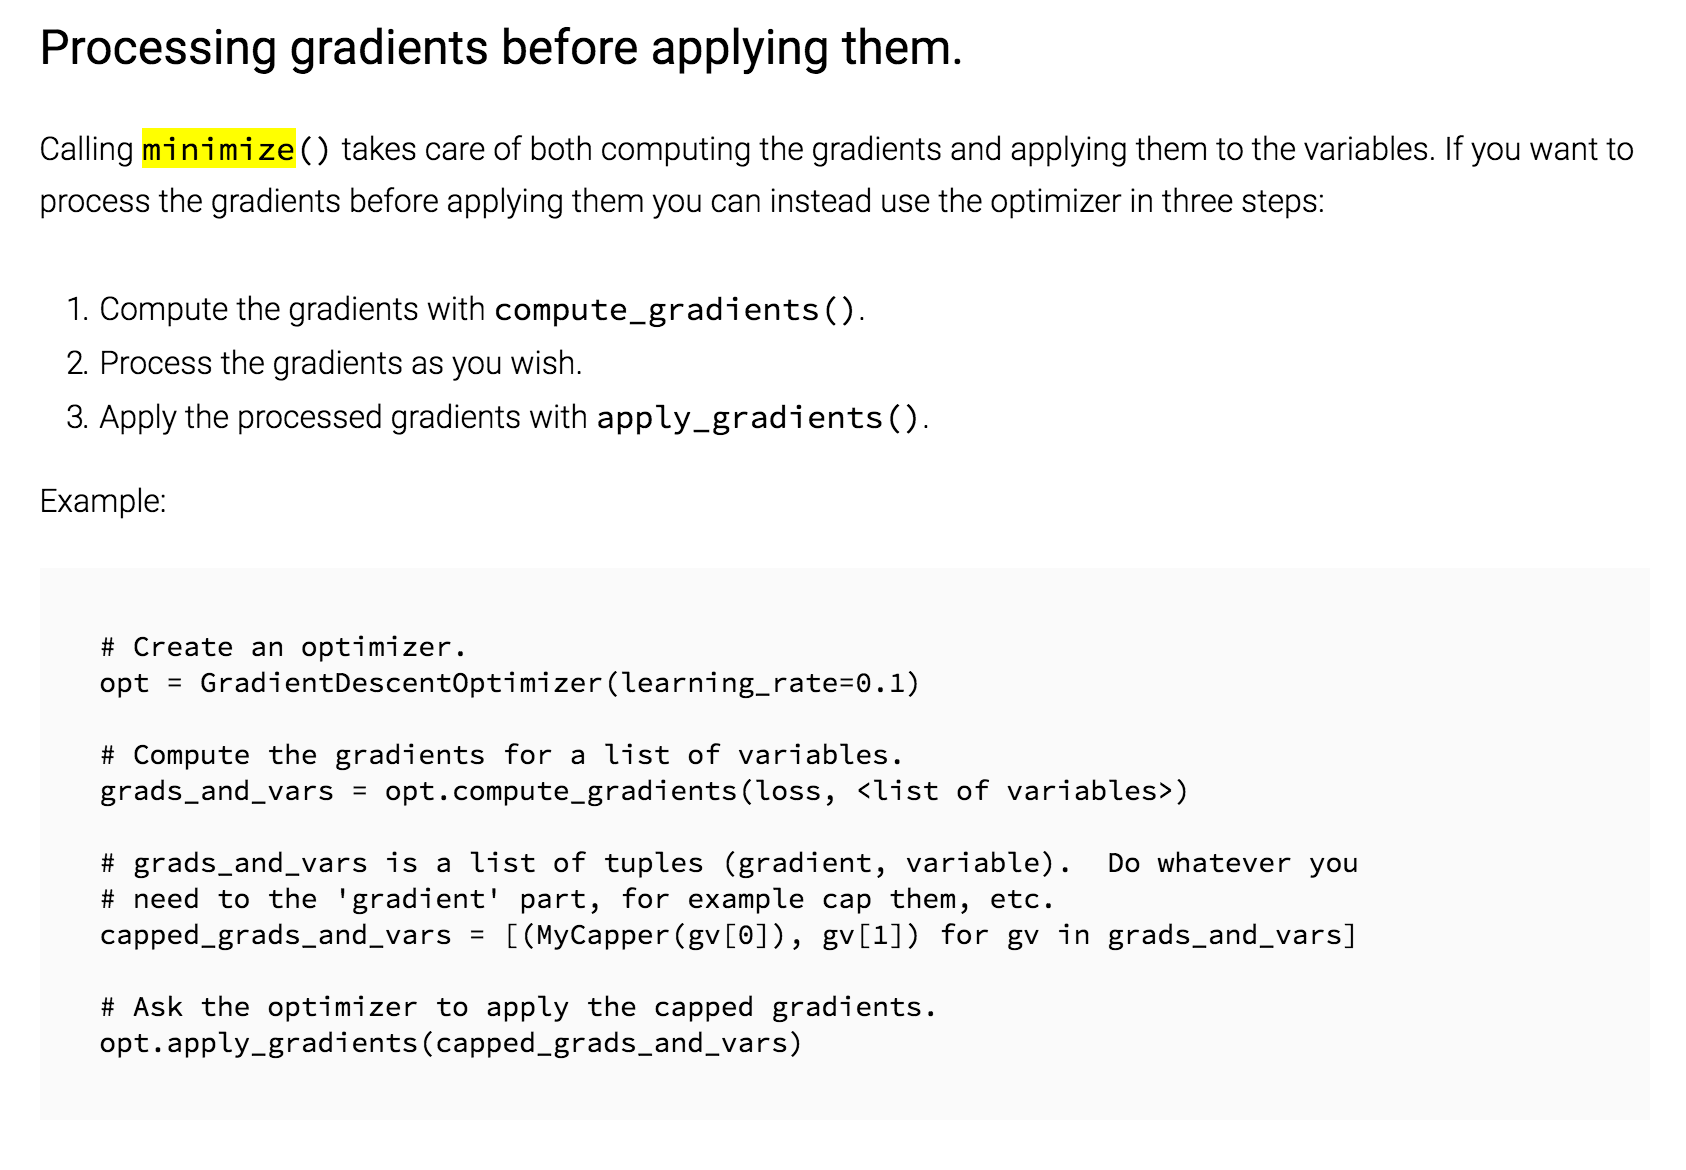 Processing gradients before applying them.
Calling minimize() takes care of both computing the gradients and applying them to the variables. If you want to
process the gradients before applying them you can instead use the optimizer in three steps:
1. Compute the gradients with compute_gradients().
2. Process the gradients as you wish.
3. Apply the processed gradients with apply_gradients().
Example:
# Create an optimizer.
opt = GradientDescentOptimizer(learning_rate=0.1)
# Compute the gradients for a list of variables.
grads_and_vars = opt.compute_gradients(loss, <list of variables>)
# grads_and_vars is a list of tuples (gradient, variable).  Do whatever you
# need to the 'gradient' part, for example cap them, etc.
capped_grads_and_vars = [(MyCapper(gv[0]), gv[1]) for gv in grads_and_vars]
# Ask the optimizer to apply the capped gradients.
opt.apply_gradients(capped_grads_and_vars)